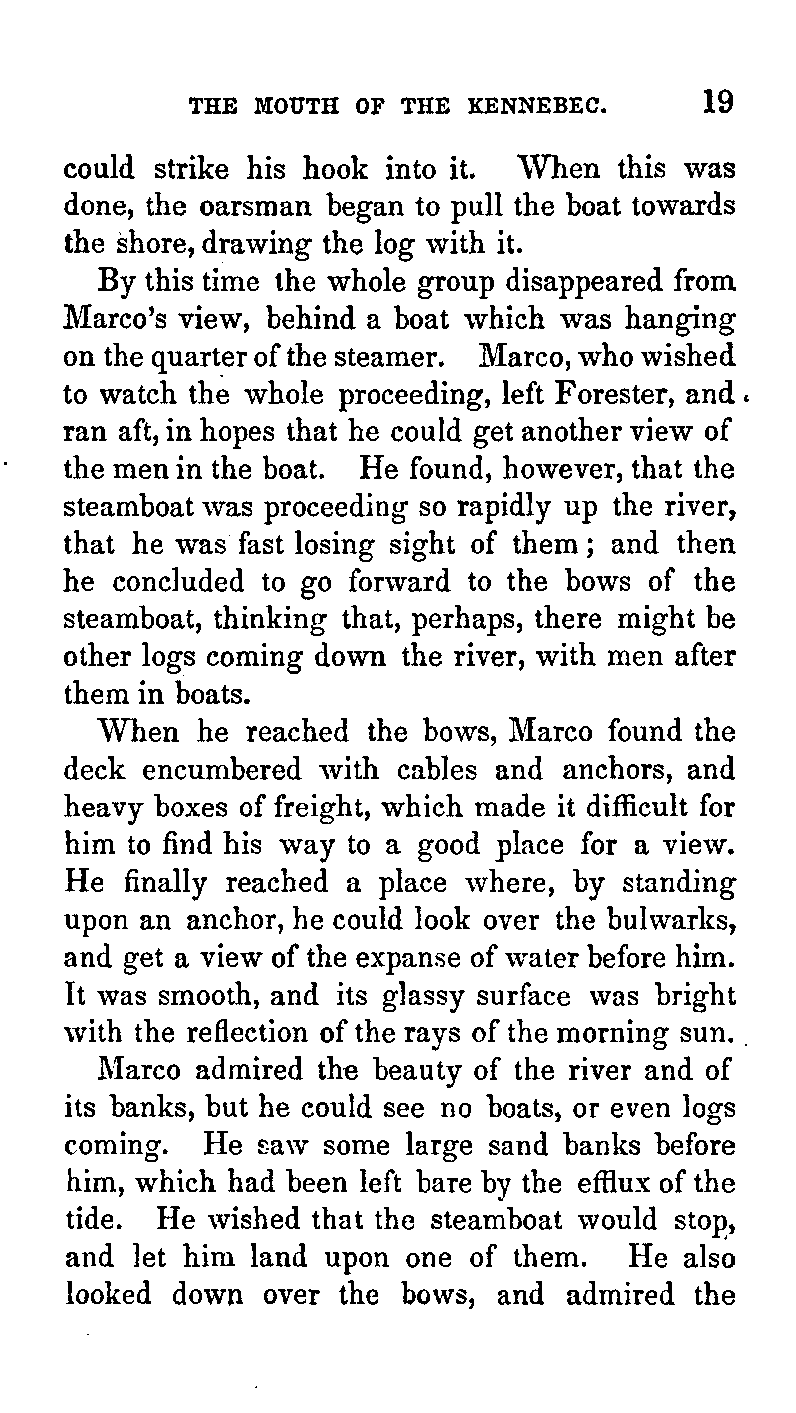 THE MOUTH OF THE KENNEBEC. 19
could strike his hook into it. When this was
done, the oarsman began to pull the boat towards
the shore, drawing the log with it.
By this time the whole group disappeared from
Marco's view, behind a boat which was hanging
on the quarter of the steamer. Marco, who wished
to watch the whole proceeding, left Forester, and
ran aft, in hopes that he could get another view of
the men in the boat. He found, however, that the
steamboat was proceeding so rapidly up the river,
that he was fast losing sight of them; and then
he concluded to go forward to the bows of the
steamboat, thinking that, perhaps, there might be
other logs coming down the river, with men after
them in boats.
When he reached the bows, Marco found the
deck encumbered with cables and anchors, and
heavy boxes of freight, which made it difficult for
him to find his way to a good place for a view.
He finally reached a place where, by standing
upon an anchor, he could look over the bulwarks,
and get a view of the expanse of water before him.
It was smooth, and its glassy surface was bright
with the reflection of the rays of the morning sun.
Marco admired the beauty of the river and of
its banks, but he could see no boats, or even logs
coming. He saw some large sand banks before
him, which had been left bare by the efflux of the
tide. He wished that the steamboat would stop,
and let him land upon one of them. He also
looked down over the bows, and admired the